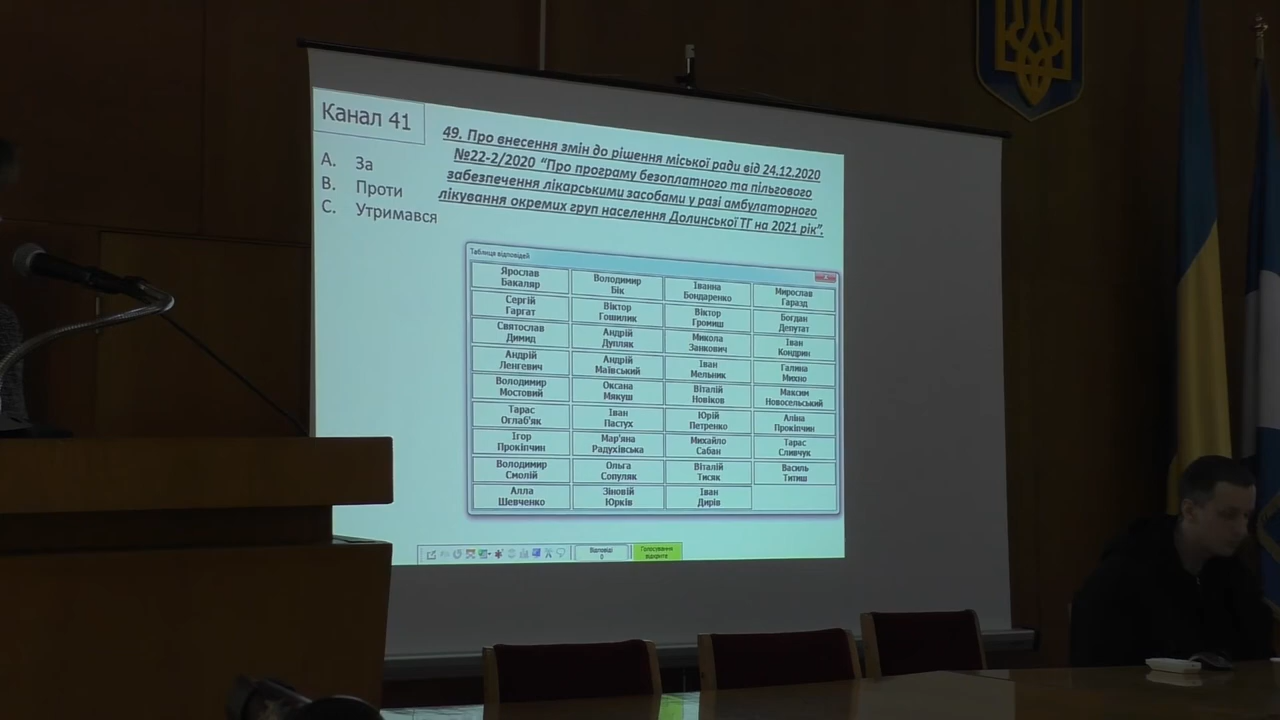 Канал 41
49. Про внесення змін до рішення міської ради від 24.12.2020
№22-2/2020 “Про програму безоплатного та пільгового
забезпечення лікарськими засобами у разі амбулаторного
лікування окремих груп населення Долинської ТГ на 2021 рік”.
A. За
B. Проти
C. Утримався
Таблиця відповідей
Ярослав Бакаляр
Володимир Бік
Іванна Бондаренко
Мирослав Гаразд
Сергій Гаргат
Віктор Гошилик
Віктор Громиш
Богдан Депутат
Святослав Димид
Андрій Дупляк
Микола Занкович
Іван Кондрин
Андрій Ленгевич
Андрій Маївський
Іван Мельник
Галина Михно
Володимир Мостовий
Оксана Мякуш
Віталій Новіков
Максим Новосельський
Тарас Оглаб'як
Іван Пастух
Юрій Петренко
Аліна Прокіпчин
Ігор Прокіпчин
Мар'яна Радухівська
Михайло Сабан
Тарас Сливчук
Володимир Смолій
Ольга Сопуляк
Віталій Тисяк
Василь Титиш
Алла Шевченко
Зіновій Юрків
Іван Дирів
Відповіді
0
Голосування
відкрите